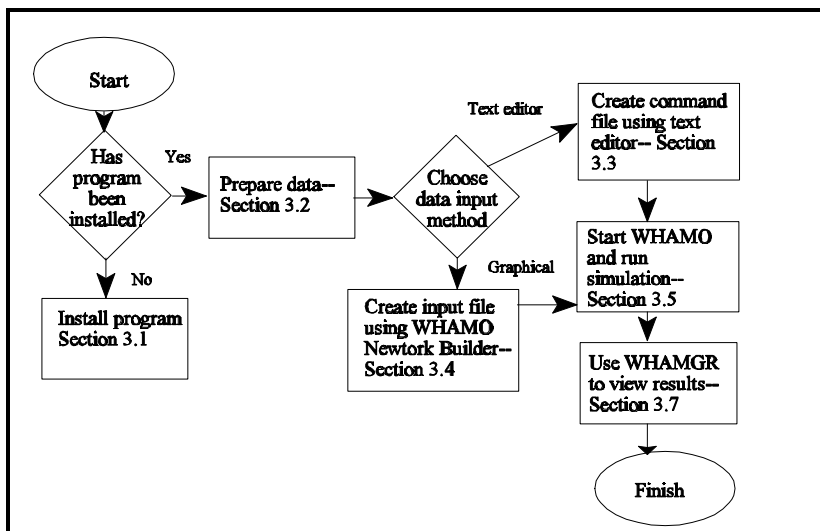 Start
Has
program
been
installed?
Yes
No
Install program
Section 3.1
Prepare data--
Section 3.2
Choose
data input
method
Text editor
Graphical
Create command
file using text
editor-- Section
3.3
Create input file
using WHAMO
Newtork Builder--
Section 3.4
Start WHAMO
and run
simulation--
Section 3.5
Use WHAMGR
to view results--
Section 3.7
Finish